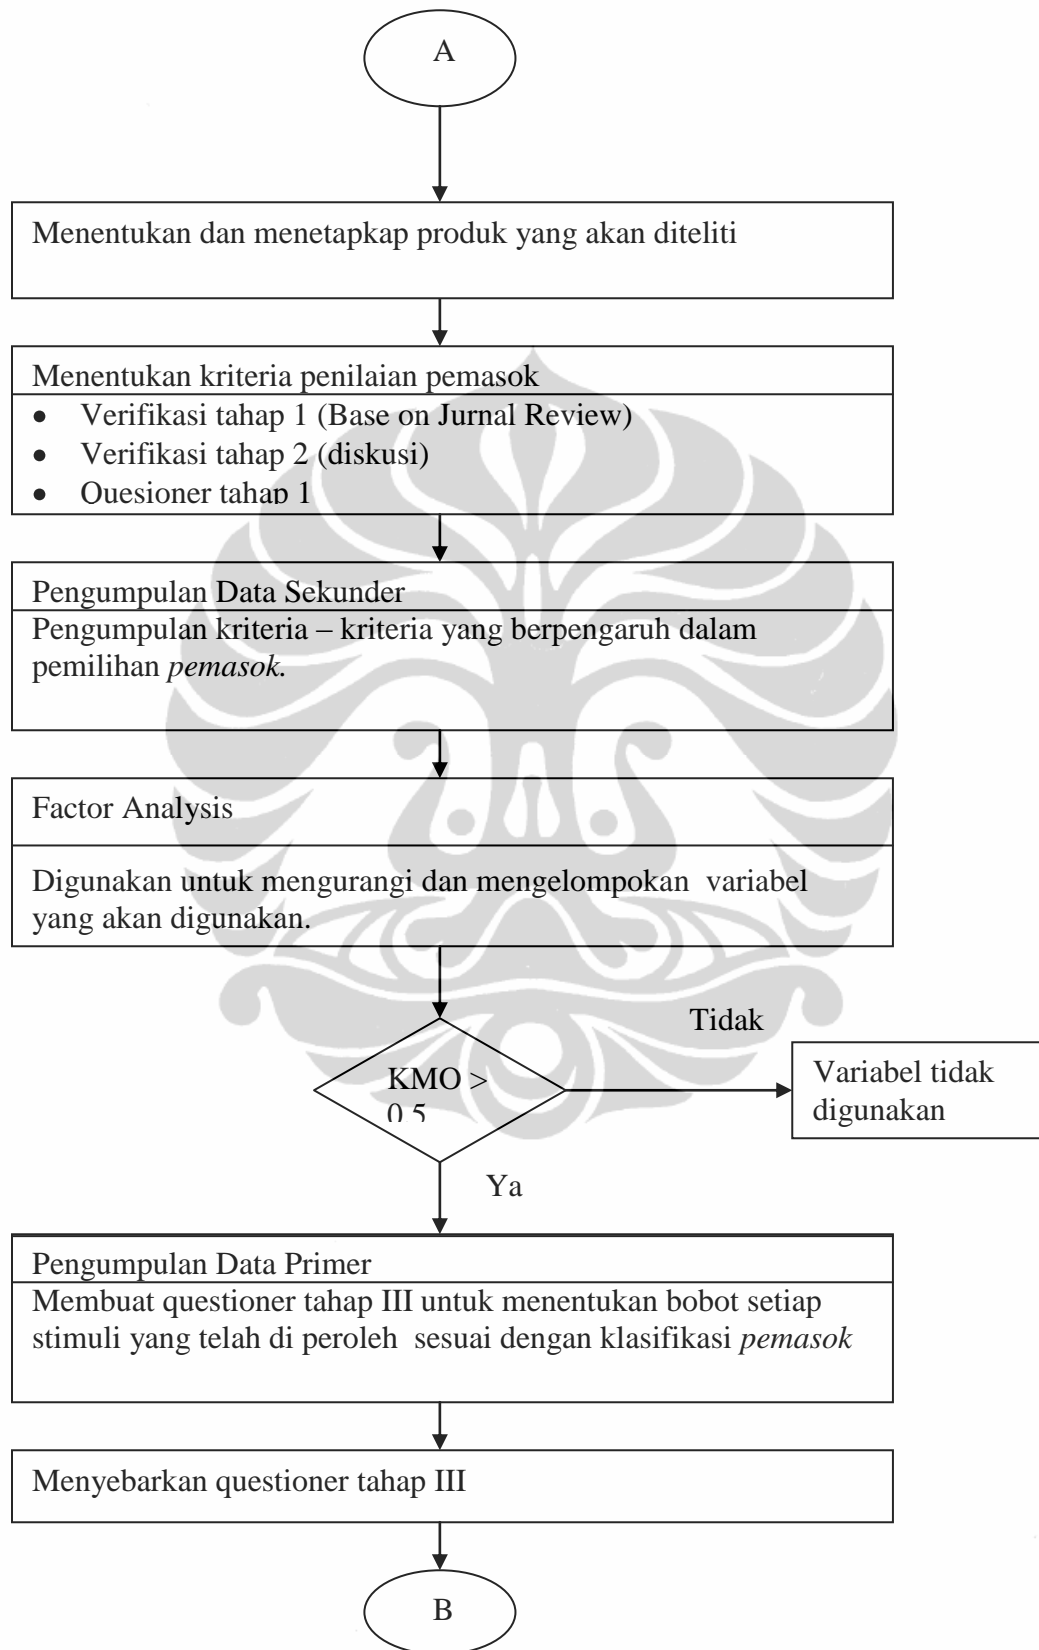 A
Menentukan dan menetapkap produk yang akan diteliti
Menentukan kriteria penilaian pemasok
• Verifikasi tahap 1 (Base on Jurnal Review)
• Verifikasi tahap 2 (diskusi)
• Quesioner tahap 1
Pengumpulan Data Sekunder
Pengumpulan kriteria – kriteria yang berpengaruh dalam
pemilihan pemasok.
Factor Analysis
Digunakan untuk mengurangi dan mengelompokan variabel
yang akan digunakan.
Tidak
KMO >
0.5
Variabel tidak
digunakan
Ya
Pengumpulan Data Primer
Membuat questioner tahap III untuk menentukan bobot setiap
stimuli yang telah di peroleh sesuai dengan klasifikasi pemasok
Menyebarkan questioner tahap III
B